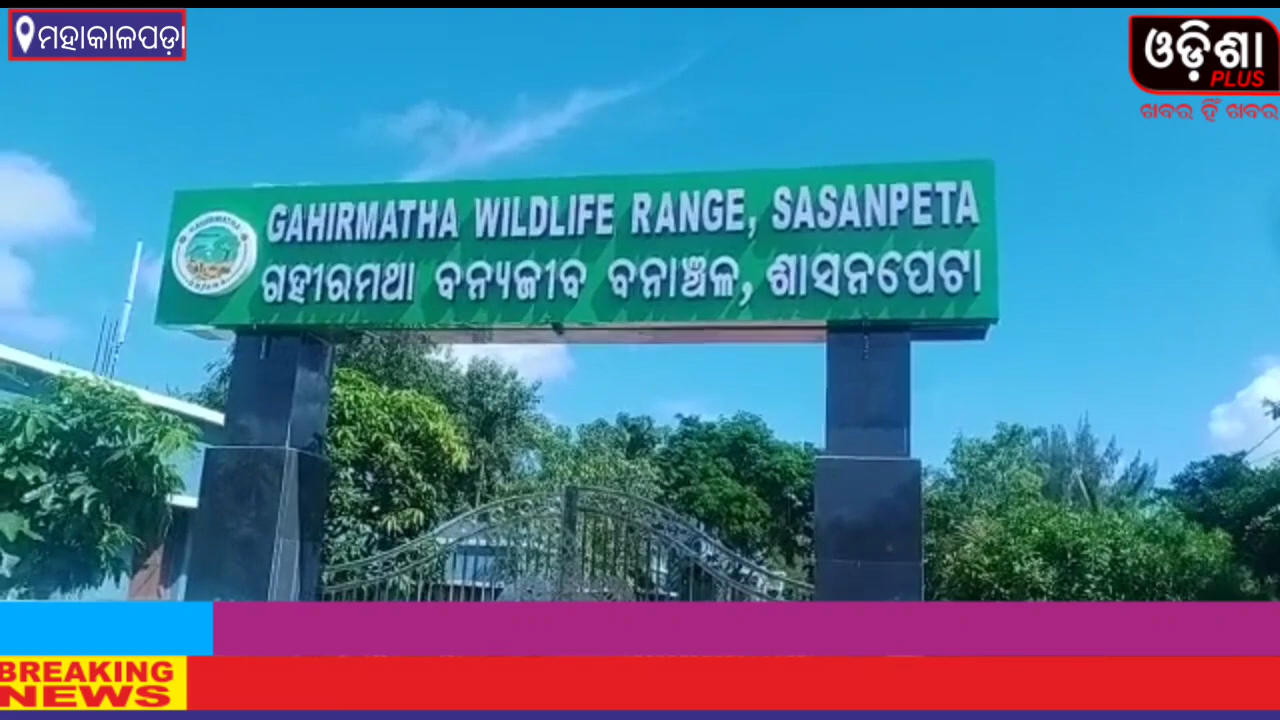 ମହାକାଳପଡ଼ା
ଓଡ଼ିଶା
PLUS
ଖବର ହିଁ ଖବର
GAHIRMATHA WILDLIFE RANGE, SASANPETA
ଗହୀରମଥା ବନ୍ୟଜୀବ ବନାଞ୍ଚଳ, ଶାସନପେଟା
GAHIRMATHA
BREAKING
NEWS